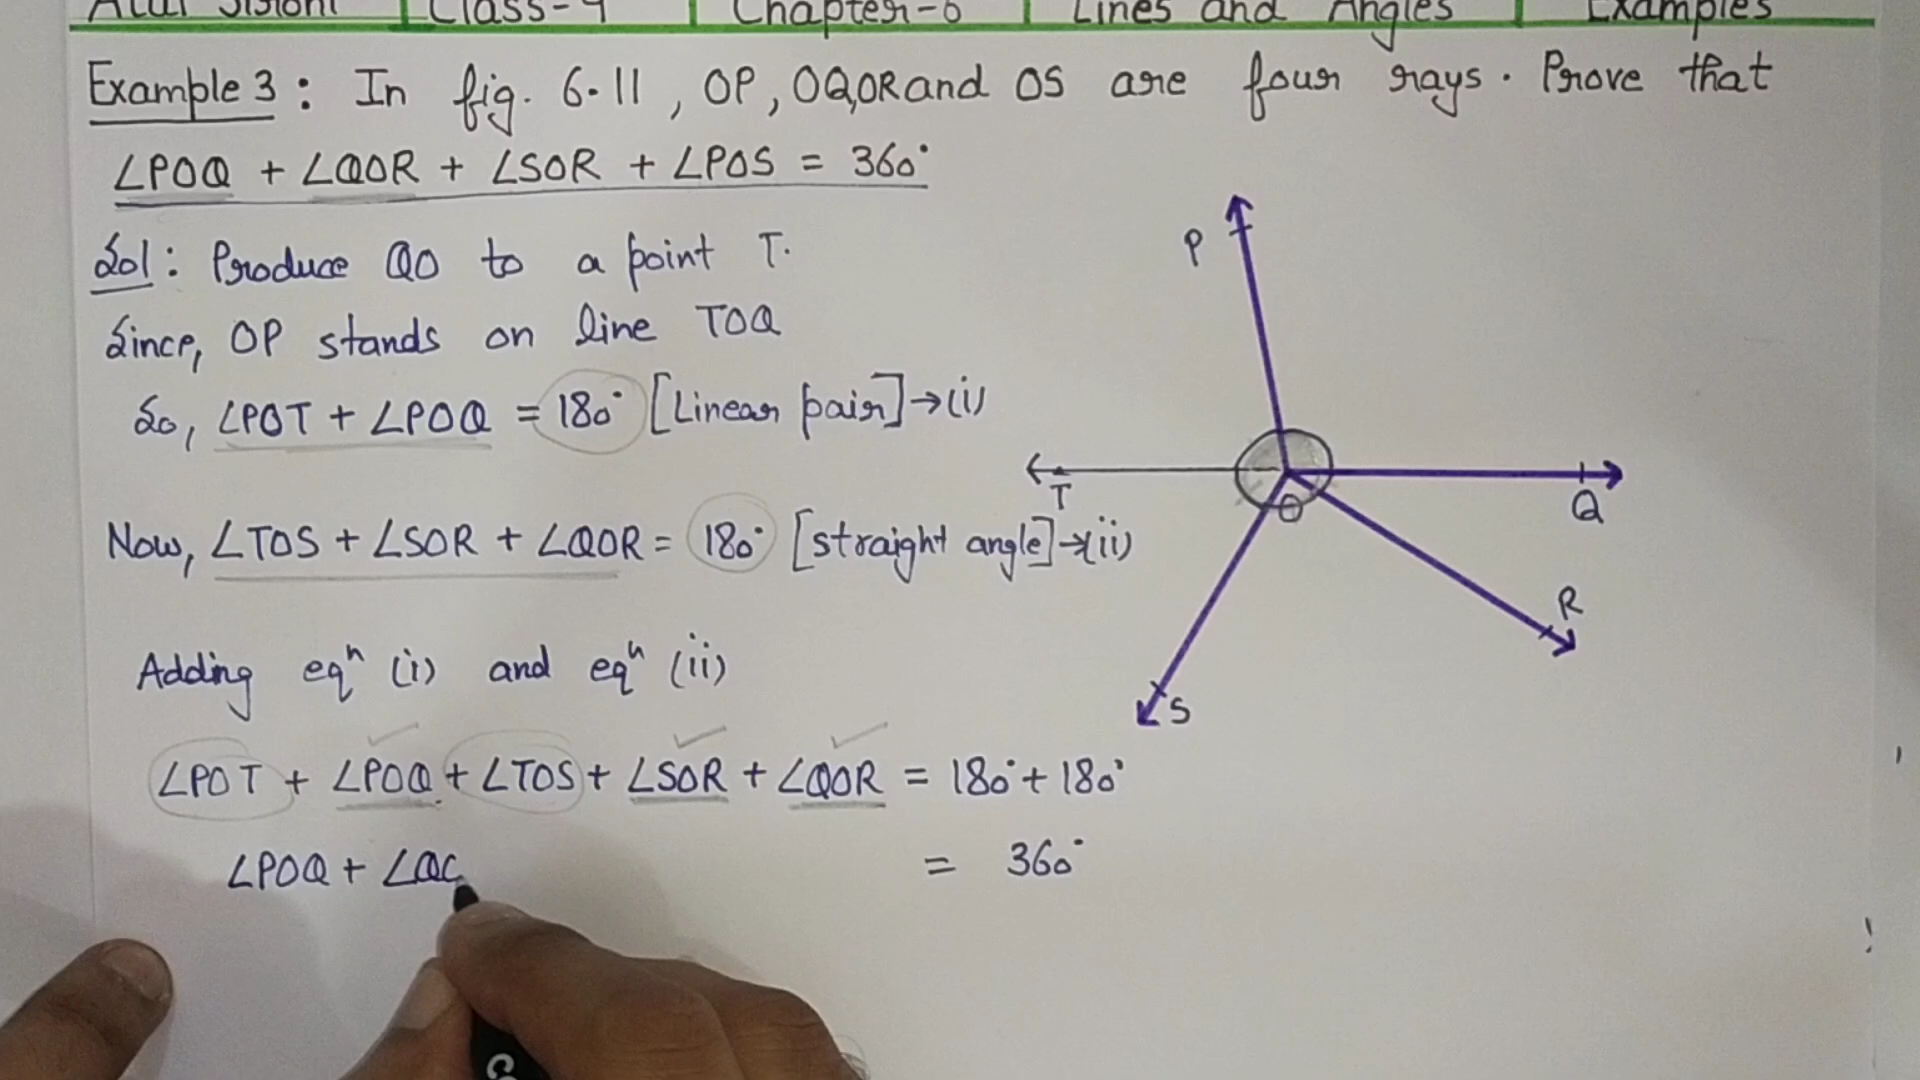 Class-9 Chapter-6 Lines and Angles Examples
Example 3 : In fig. 6.11, OP, OQ, OR and OS are four rays. Prove that
∠POQ + ∠QOR + ∠SOR + ∠POS = 360°
Sol : Produce QO to a point T.
Since, OP stands on line TOQ
So, ∠POT + ∠POQ = 180° [Linear pair] → (i)
Now, ∠TOS + ∠SOR + ∠QOR = 180° [straight angle] → (ii)
Adding eqⁿ (i) and eqⁿ (ii)
∠POT + ∠POQ + ∠TOS + ∠SOR + ∠QOR = 180° + 180°
∠POQ + ∠QO = 360°
P
T
O
Q
R
S